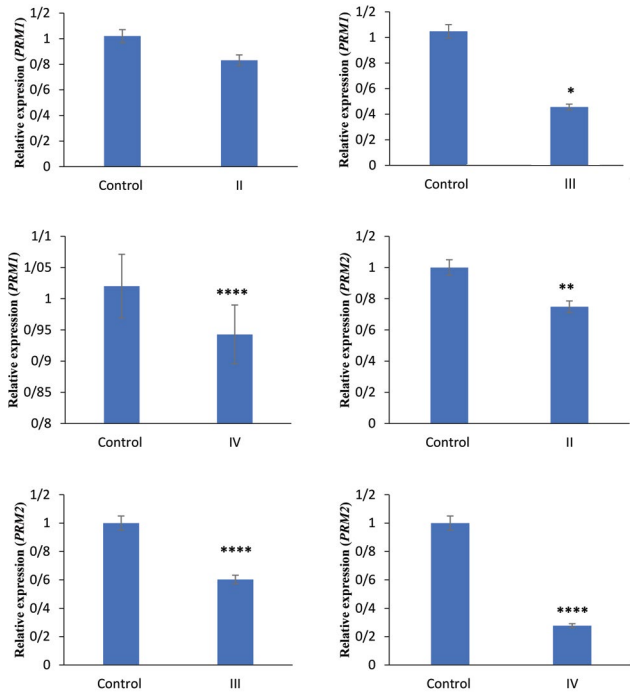 Relative expression (PRM1)
1/2
1
0/8
0/6
0/4
0/2
0
Control
II
Relative expression (PRM1)
1/2
1
0/8
0/6
0/4
0/2
0
*
Control
III
Relative expression (PRM1)
1/1
1/05
1
0/95
0/9
0/85
0/8
****
Control
IV
Relative expression (PRM2)
1/2
1
0/8
0/6
0/4
0/2
0
**
Control
II
Relative expression (PRM2)
1/2
1
0/8
0/6
0/4
0/2
0
****
Control
III
Relative expression (PRM2)
1/2
1
0/8
0/6
0/4
0/2
0
****
Control
IV